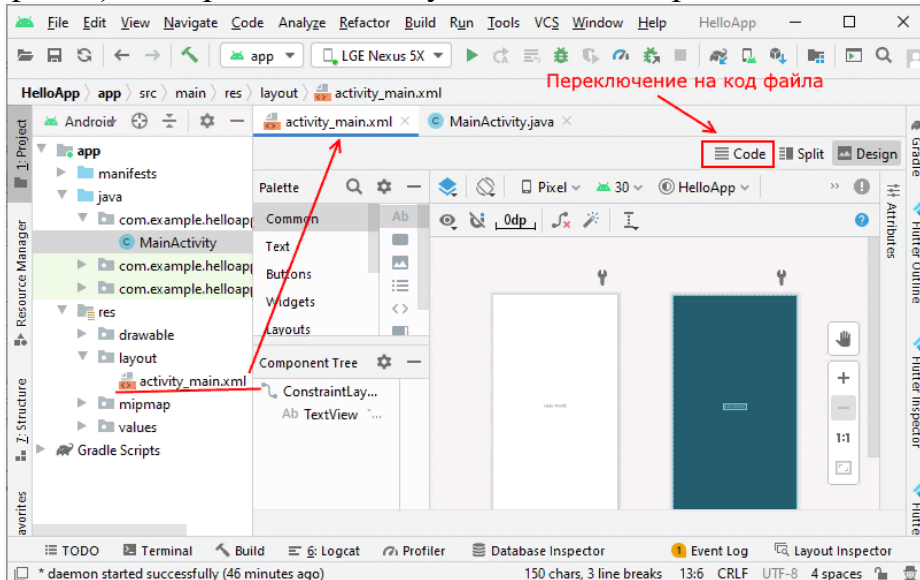 File Edit View Navigate Code Analyze Refactor Build Run Tools VCS Window Help HelloApp
app LGE Nexus 5X
Переключение на код файла
HelloApp app src main res layout activity_main.xml
1: Project
Resource Manager
7: Structure
avorites
Android
app
manifests
java
com.example.helloapp
MainActivity
com.example.helloapp
com.example.helloapp
res
drawable
layout
activity_main.xml
mipmap
values
Gradle Scripts
activity_main.xml MainActivity.java
Code Split Design
Palette
Common
Text
Buttons
Widgets
Layouts
Ab
Component Tree
ConstraintLay...
Ab TextView "...
Pixel 30 HelloApp »
0dp
1:1
Gradle
Attributes
Flutter Outline
Flutter Inspector
TODO Terminal Build 6: Logcat Profiler Database Inspector 1 Event Log Layout Inspector
* daemon started successfully (46 minutes ago) 150 chars, 3 line breaks 13:6 CRLF UTF-8 4 spaces